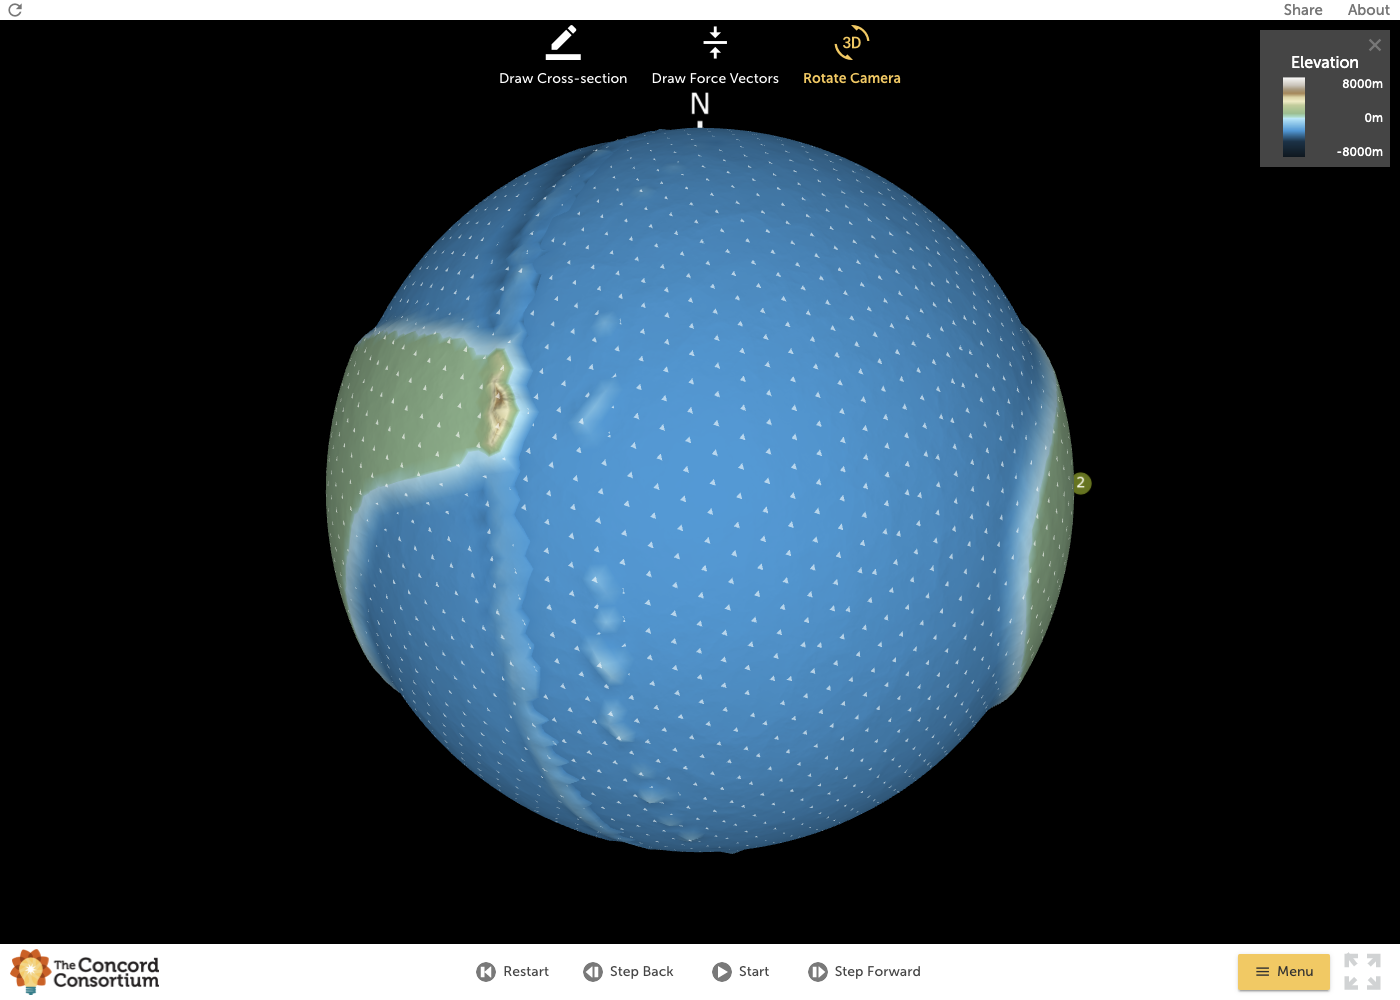 Share About
Draw Cross-section Draw Force Vectors 3D Rotate Camera
N
Elevation
8000m
0m
-8000m
2
The Concord Consortium
Restart Step Back Start Step Forward
Menu